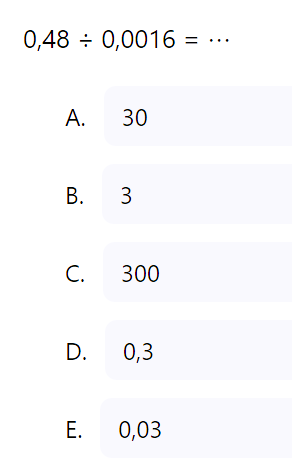 0,48 ÷ 0,0016 = ⋯
A. 30
B. 3
C. 300
D. 0,3
E. 0,03